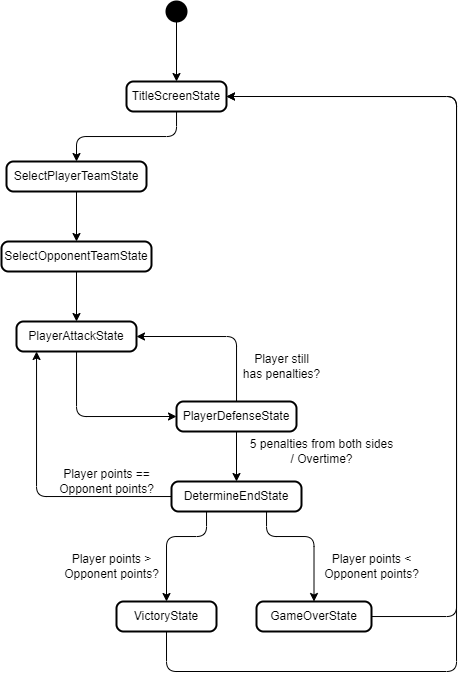 TitleScreenState
SelectPlayerTeamState
SelectOpponentTeamState
PlayerAttackState
Player still
has penalties?
PlayerDefenseState
5 penalties from both sides
/ Overtime?
Player points ==
Opponent points?
DetermineEndState
Player points >
Opponent points?
Player points <
Opponent points?
VictoryState
GameOverState